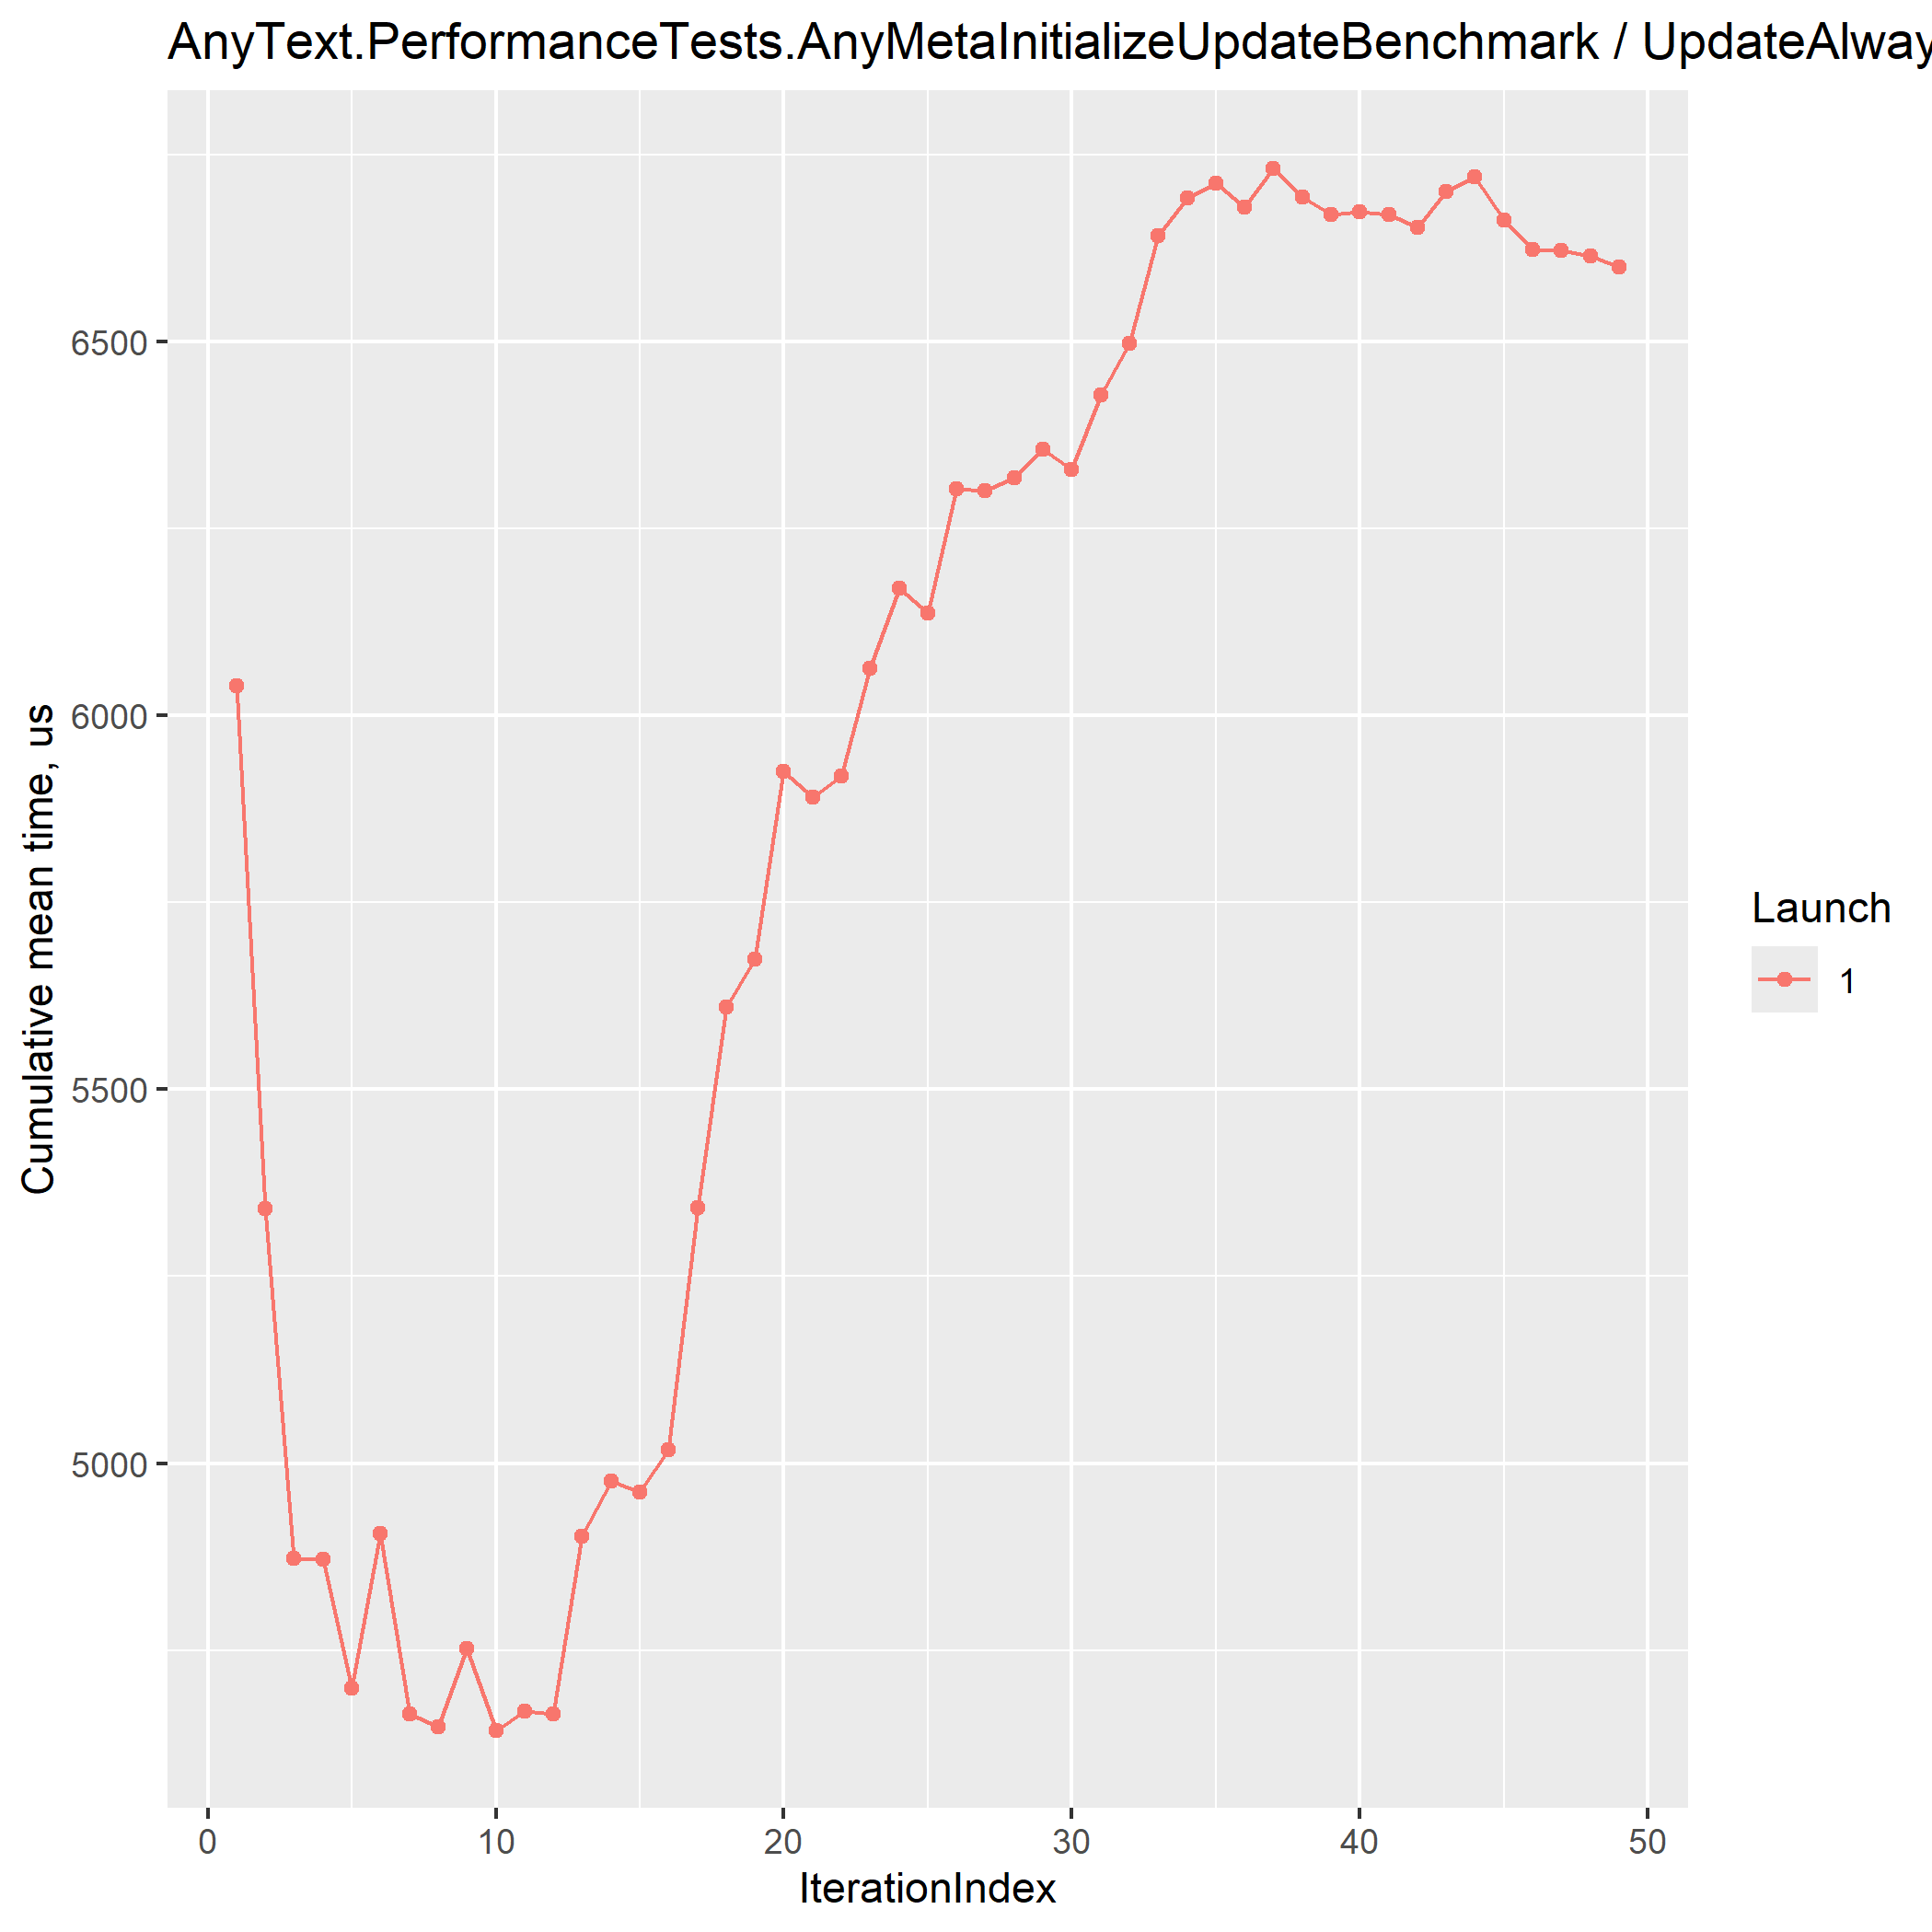 AnyText.PerformanceTests.AnyMetaInitializeUpdateBenchmark / UpdateAlway
6500
6000
5500
5000
Cumulative mean time, us
0 10 20 30 40 50
IterationIndex
Launch
1